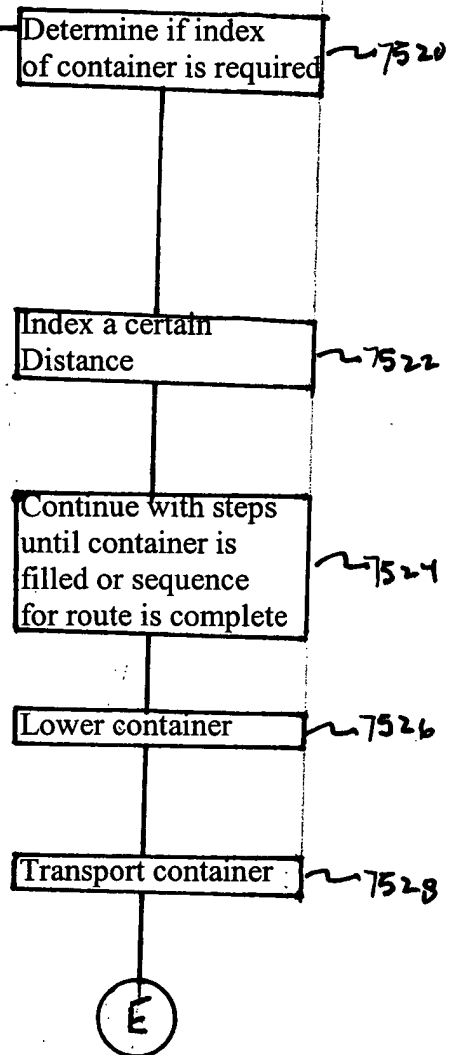 Determine if index
of container is required
7520
Index a certain
Distance
7522
Continue with steps
until container is
filled or sequence
for route is complete
7524
Lower container
7526
Transport container
7528
E